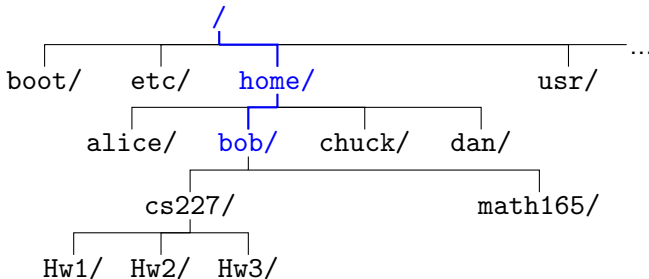 /
boot/ etc/ home/ usr/ ...
alice/ bob/ chuck/ dan/
cs227/ math165/
Hw1/ Hw2/ Hw3/